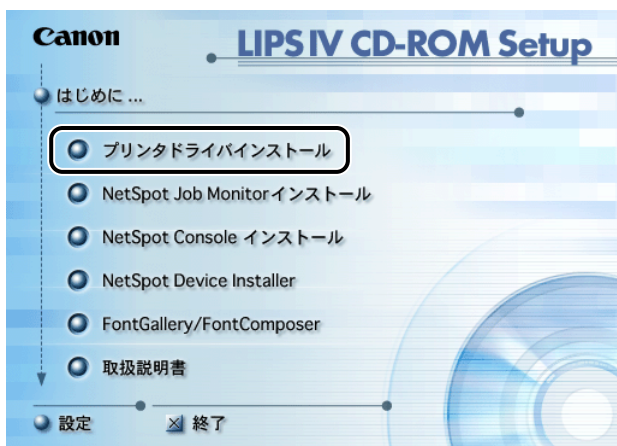 Canon
LIPS IV CD-ROM Setup
はじめに ...
プリンタドライバインストール
NetSpot Job Monitorインストール
NetSpot Console インストール
NetSpot Device Installer
FontGallery/FontComposer
取扱説明書
設定 終了